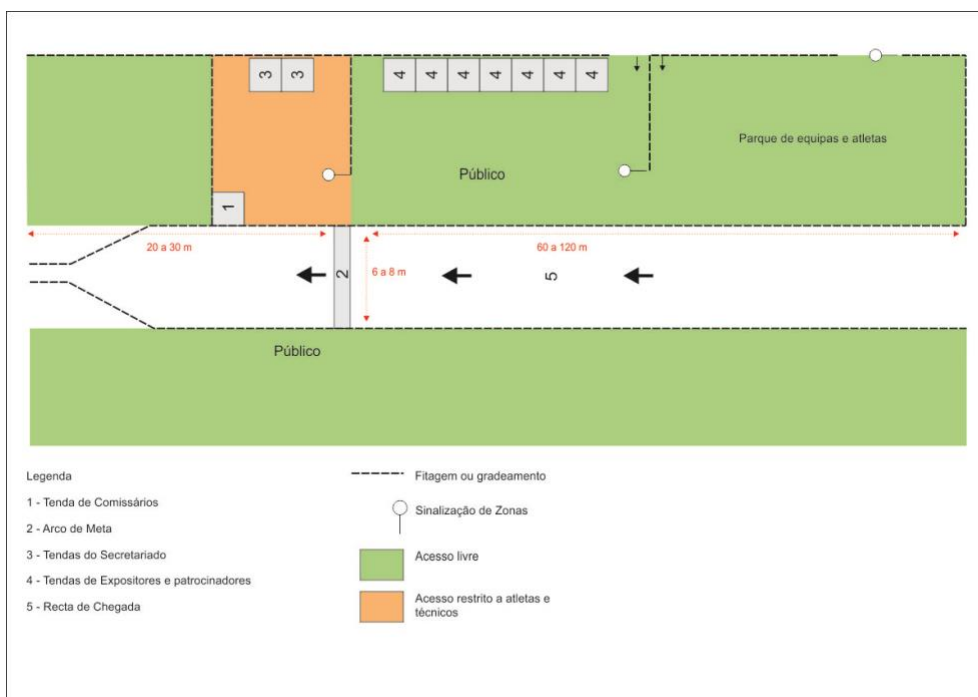 3 3
4 4 4 4 4 4 4
Parque de equipas e atletas
Público
1
20 a 30 m
60 a 120 m
6 a 8 m
2
5
Público
Legenda
1 - Tenda de Comissários
2 - Arco de Meta
3 - Tendas do Secretariado
4 - Tendas de Expositores e patrocinadores
5 - Recta de Chegada
Fitagem ou gradeamento
Sinalização de Zonas
Acesso livre
Acesso restrito a atletas e
técnicos